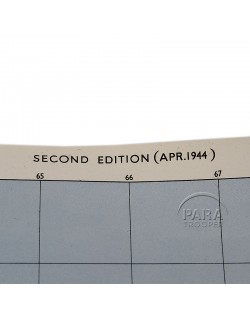 SECOND EDITION (APR.1944)
65 66 67
PARA
TROOPER